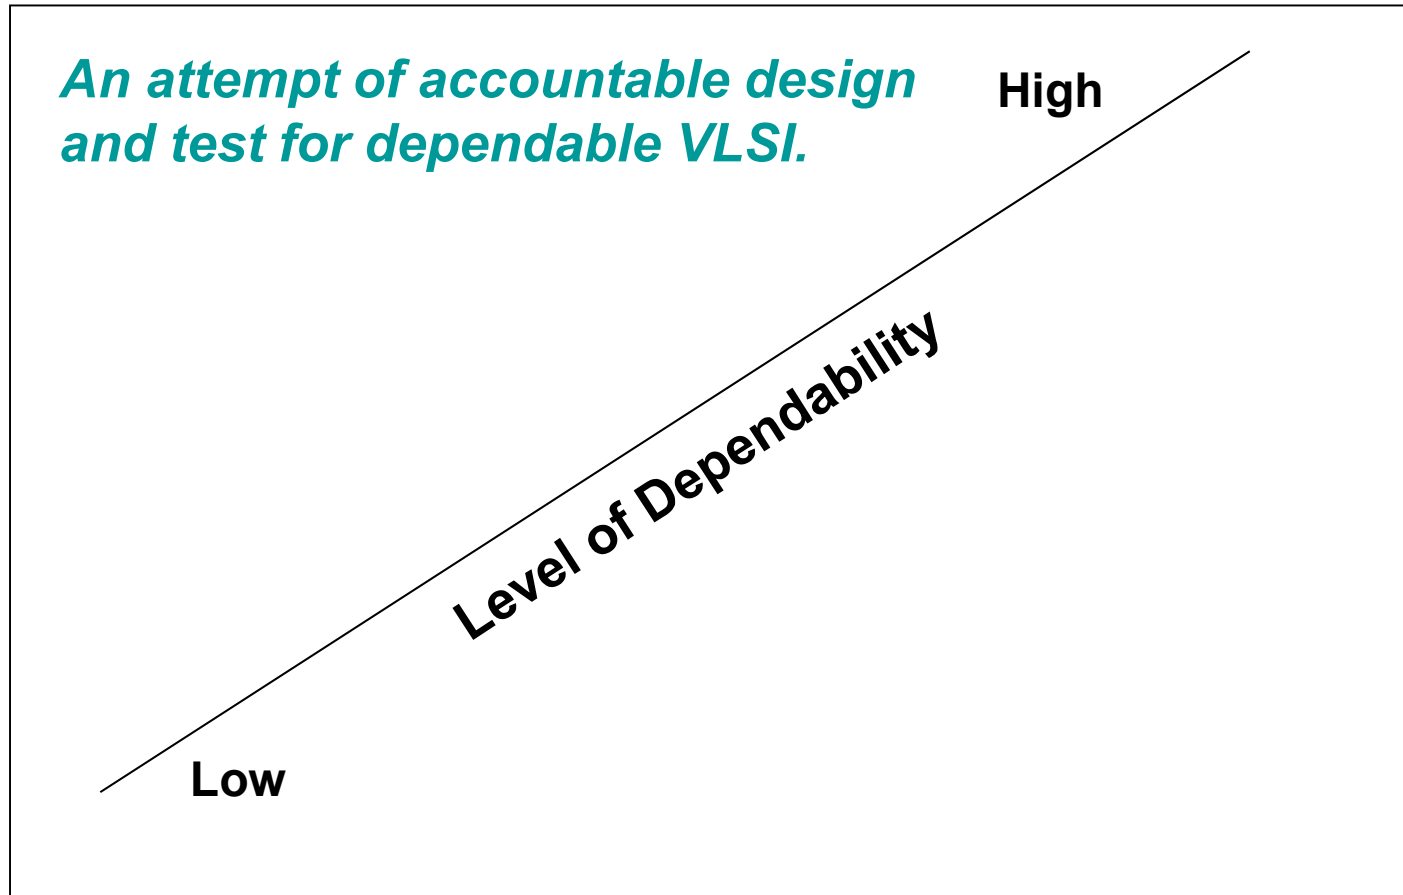 An attempt of accountable design
and test for dependable VLSI.
High
Level of Dependability
Low